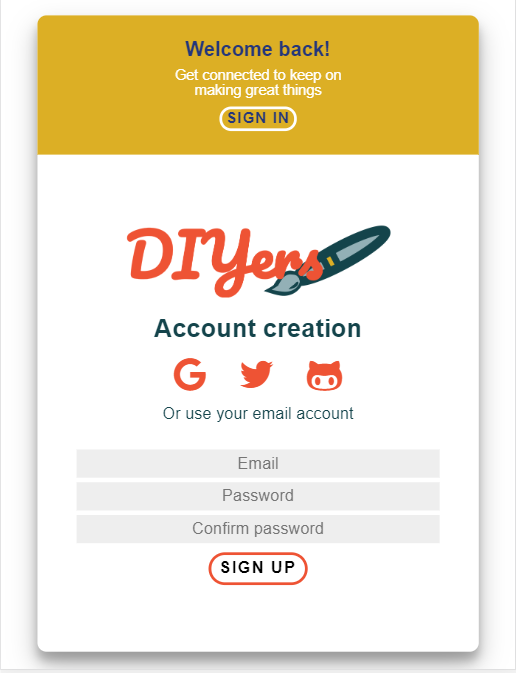 Welcome back!
Get connected to keep on
making great things
SIGN IN
DIYers
Account creation
Or use your email account
Email
Password
Confirm password
SIGN UP